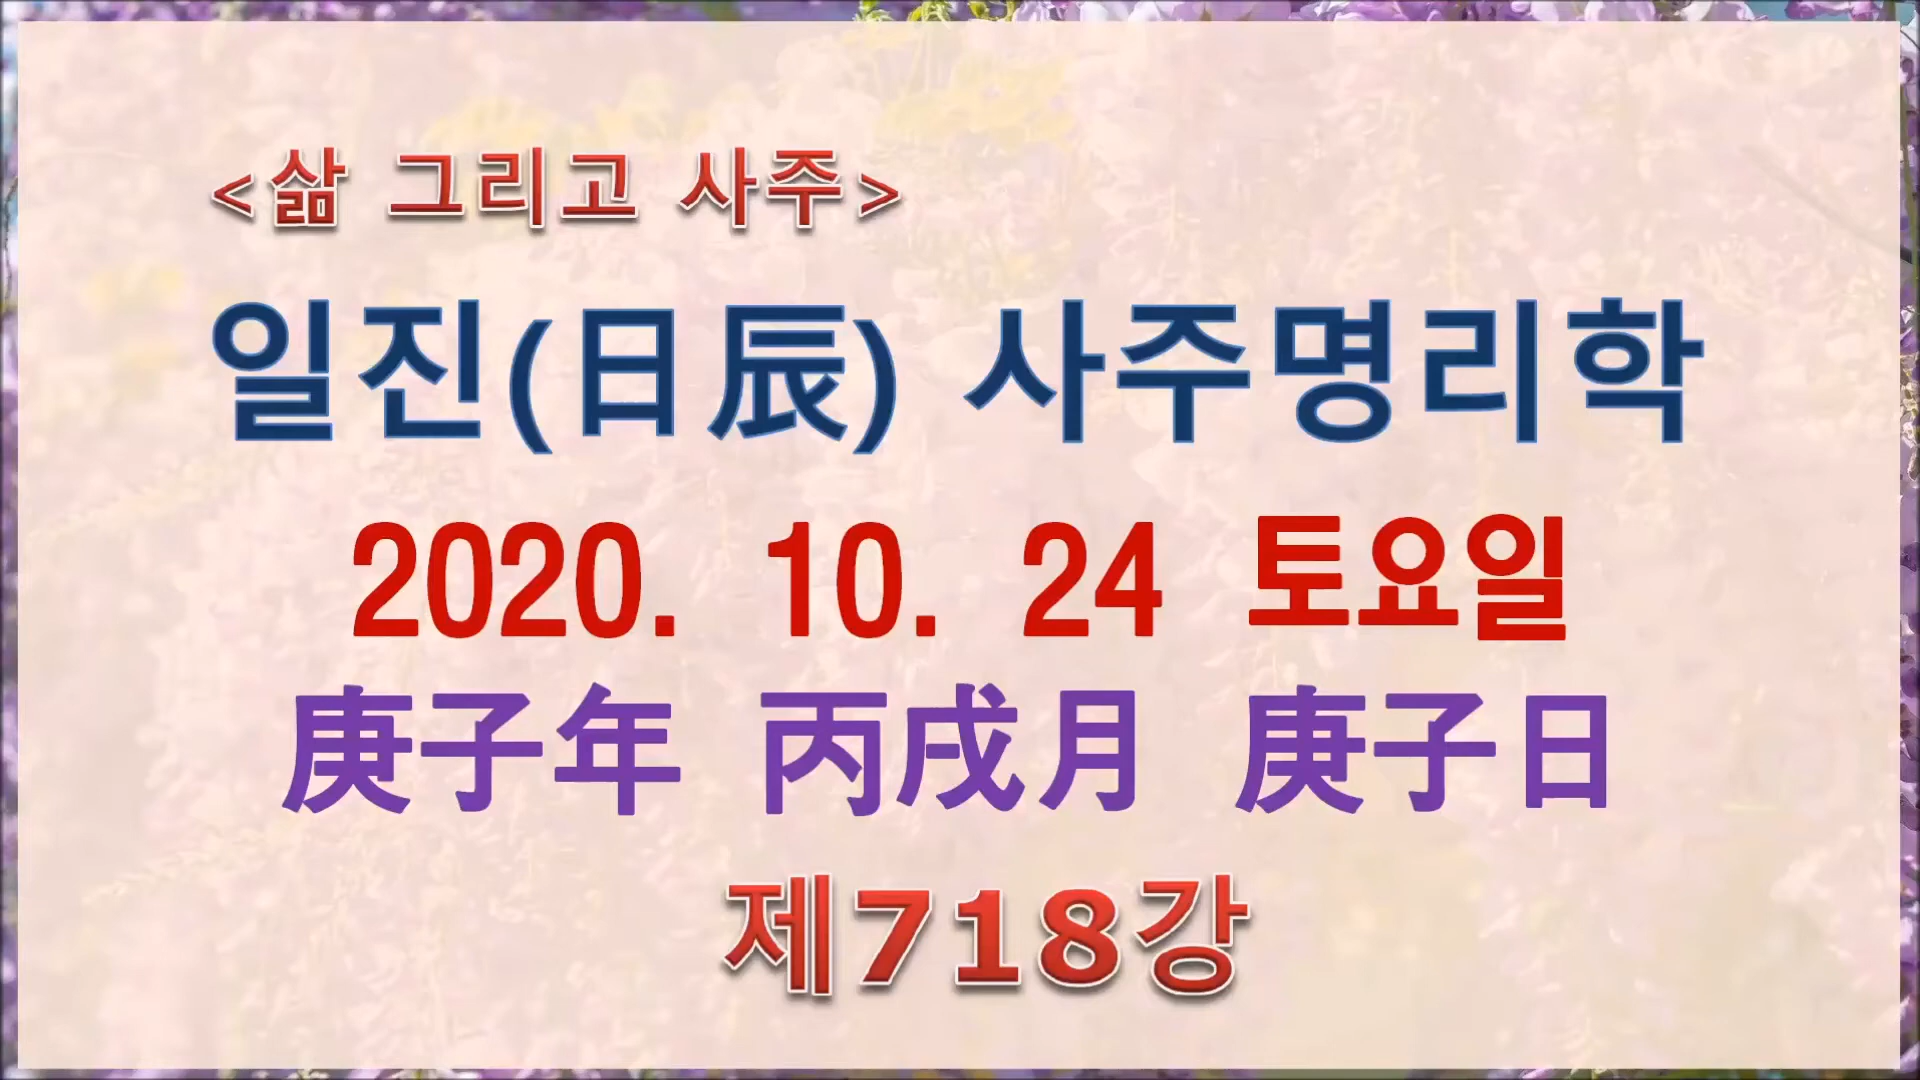 <삶 그리고 사주>
일진(日辰) 사주명리학
2020. 10. 24 토요일
庚子年 丙戌月 庚子日
제718강